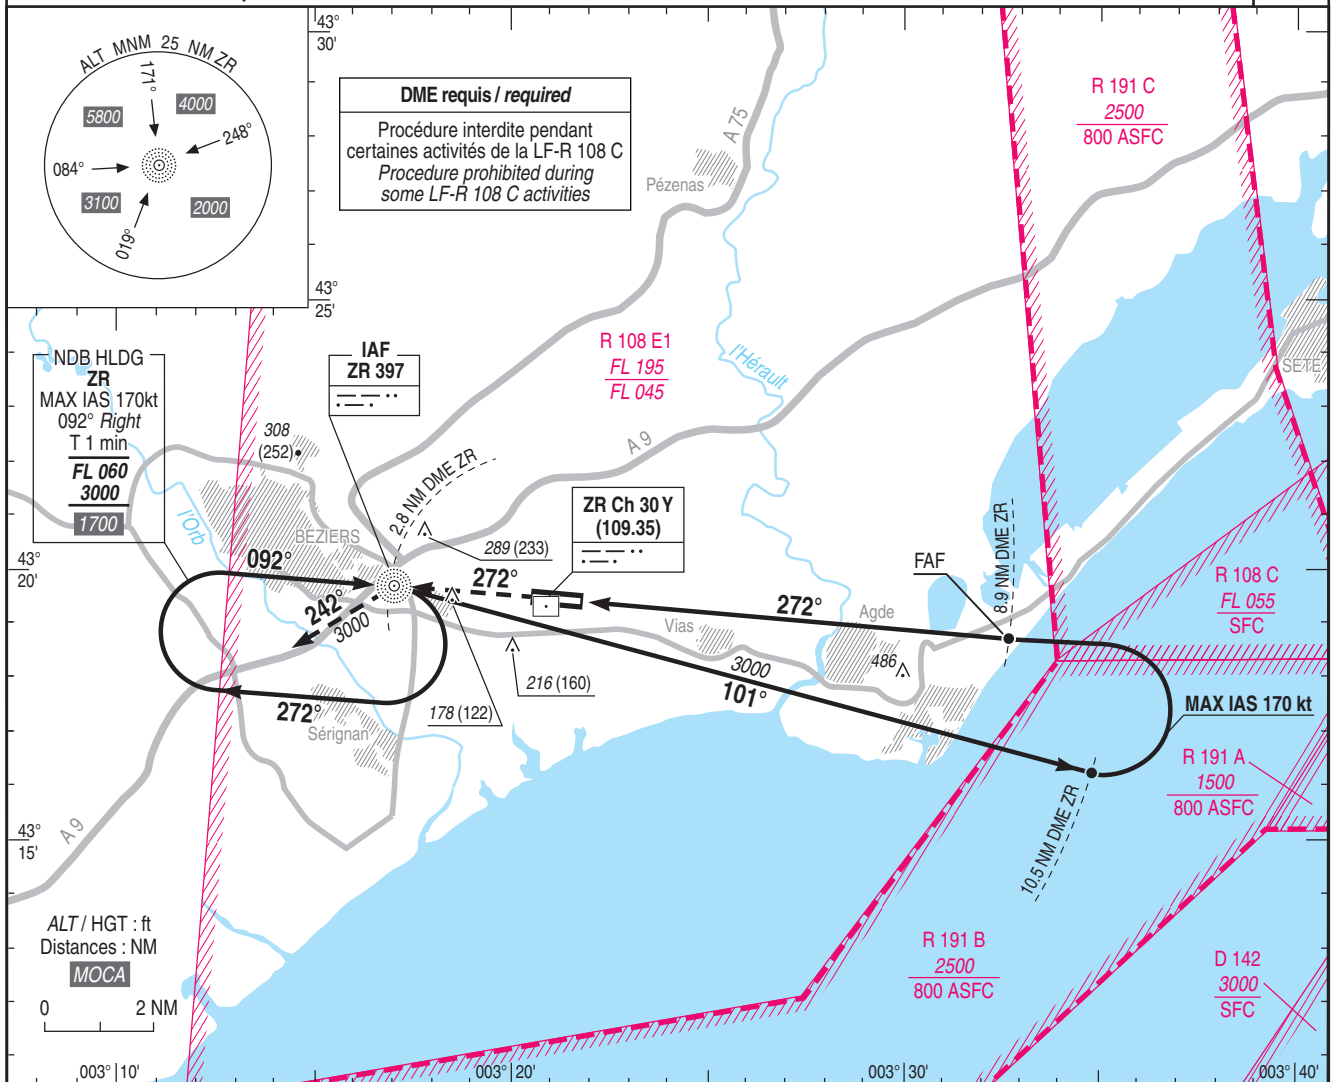 ALT MNM 25 NM ZR
171°
5800
4000
248°
084°
3100
2000
019°
43°
30'
DME requis / required
Procédure interdite pendant
certaines activités de la LF-R 108 C
Procedure prohibited during
some LF-R 108 C activities
A 75
Pézenas
R 191 C
2500
800 ASFC
43°
25'
NDB HLDG
ZR
MAX IAS 170kt
092° Right
T 1 min
FL 060
3000
1700
IAF
ZR 397
R 108 E1
FL 195
FL 045
l'Hérault
SETE
308
(252)
A 9
2.8 NM DME ZR
ZR Ch 30 Y
(109.35)
l'Orb
BÉZIERS
289 (233)
43°
20'
092°
272°
242°
3000
FAF
8.9 NM DME ZR
R 108 C
FL 055
SFC
272°
Agde
Vias
486
3000
101°
216 (160)
178 (122)
272°
Sérignan
MAX IAS 170 kt
R 191 A
1500
800 ASFC
10.5 NM DME ZR
43°
15'
A 9
ALT / HGT : ft
Distances : NM
MOCA
0 2 NM
R 191 B
2500
800 ASFC
D 142
3000
SFC
003° 10'
003° 20'
003° 30'
003° 40'